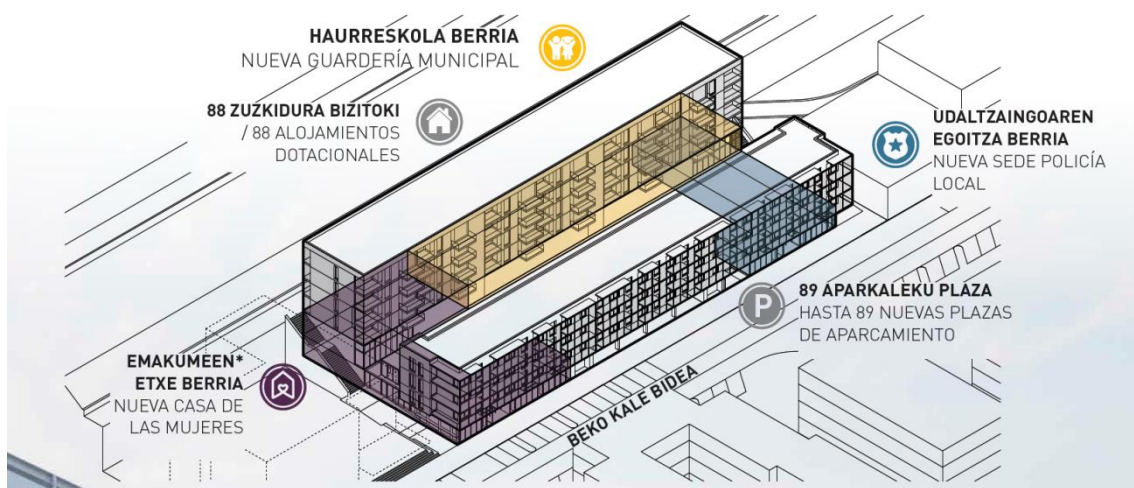 HAURRESKOLA BERRIA
NUEVA GUARDERÍA MUNICIPAL
88 ZUZKIDURA BIZITOKI
/ 88 ALOJAMIENTOS
DOTACIONALES
UDALTZAINGOAREN
EGOITZA BERRIA
NUEVA SEDE POLICÍA
LOCAL
P
89 APARKALEKU PLAZA
HASTA 89 NUEVAS PLAZAS
DE APARCAMIENTO
EMAKUMEEN*
ETXE BERRIA
NUEVA CASA DE
LAS MUJERES
BEKO KALE BIDEA